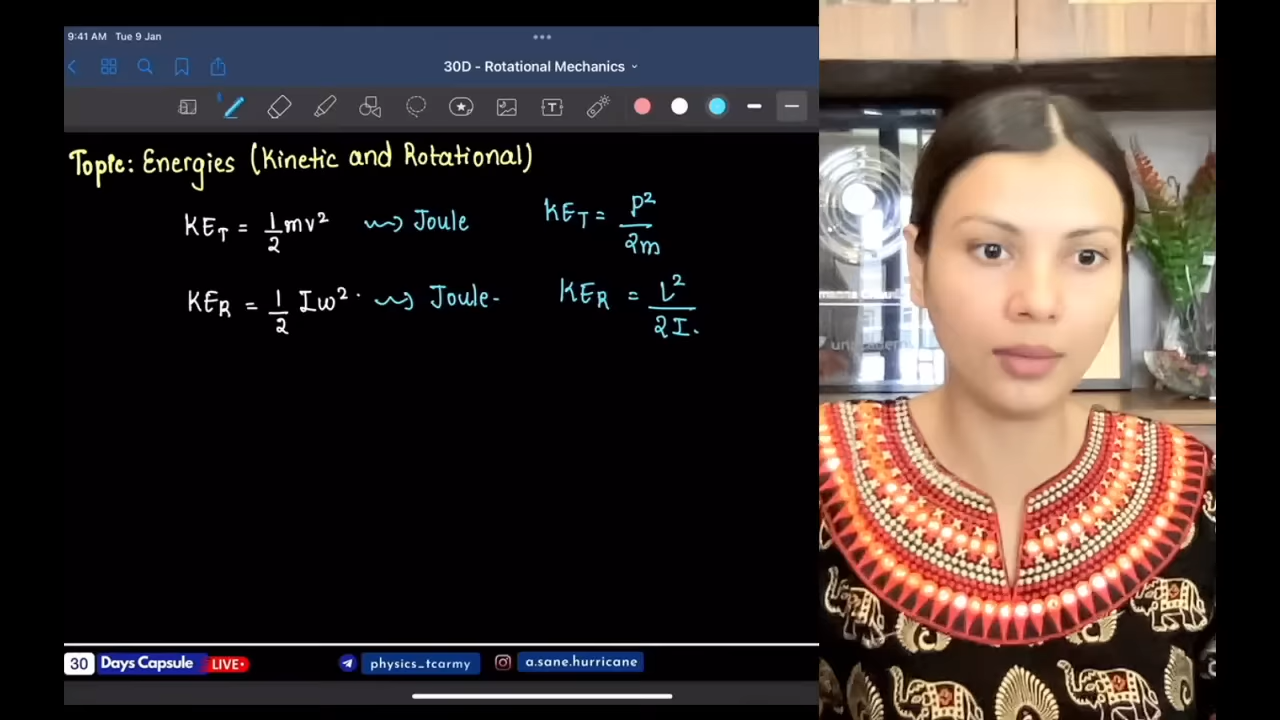 9:41 AM Tue 9 Jan
30D - Rotational Mechanics
Topic: Energies (Kinetic and Rotational)
KE_T = 1/2 mv² ⇝ Joule KE_T = P²/2m
KE_R = 1/2 Iω² ⇝ Joule- KE_R = L²/2I.
30 Days Capsule LIVE
physics_tcarmy
a.sane.hurricane